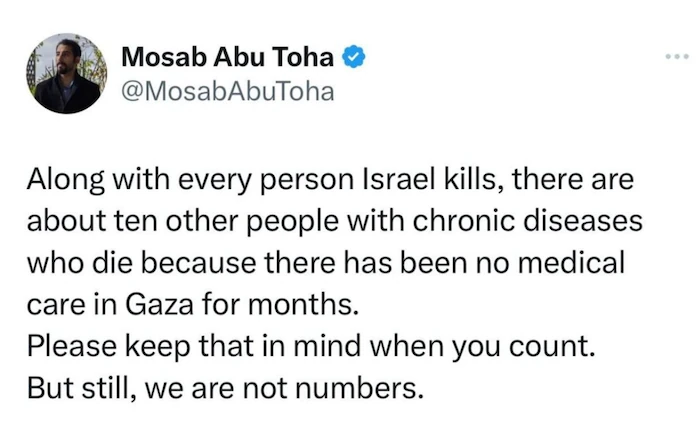 Mosab Abu Toha
@MosabAbuToha
Along with every person Israel kills, there are
about ten other people with chronic diseases
who die because there has been no medical
care in Gaza for months.
Please keep that in mind when you count.
But still, we are not numbers.